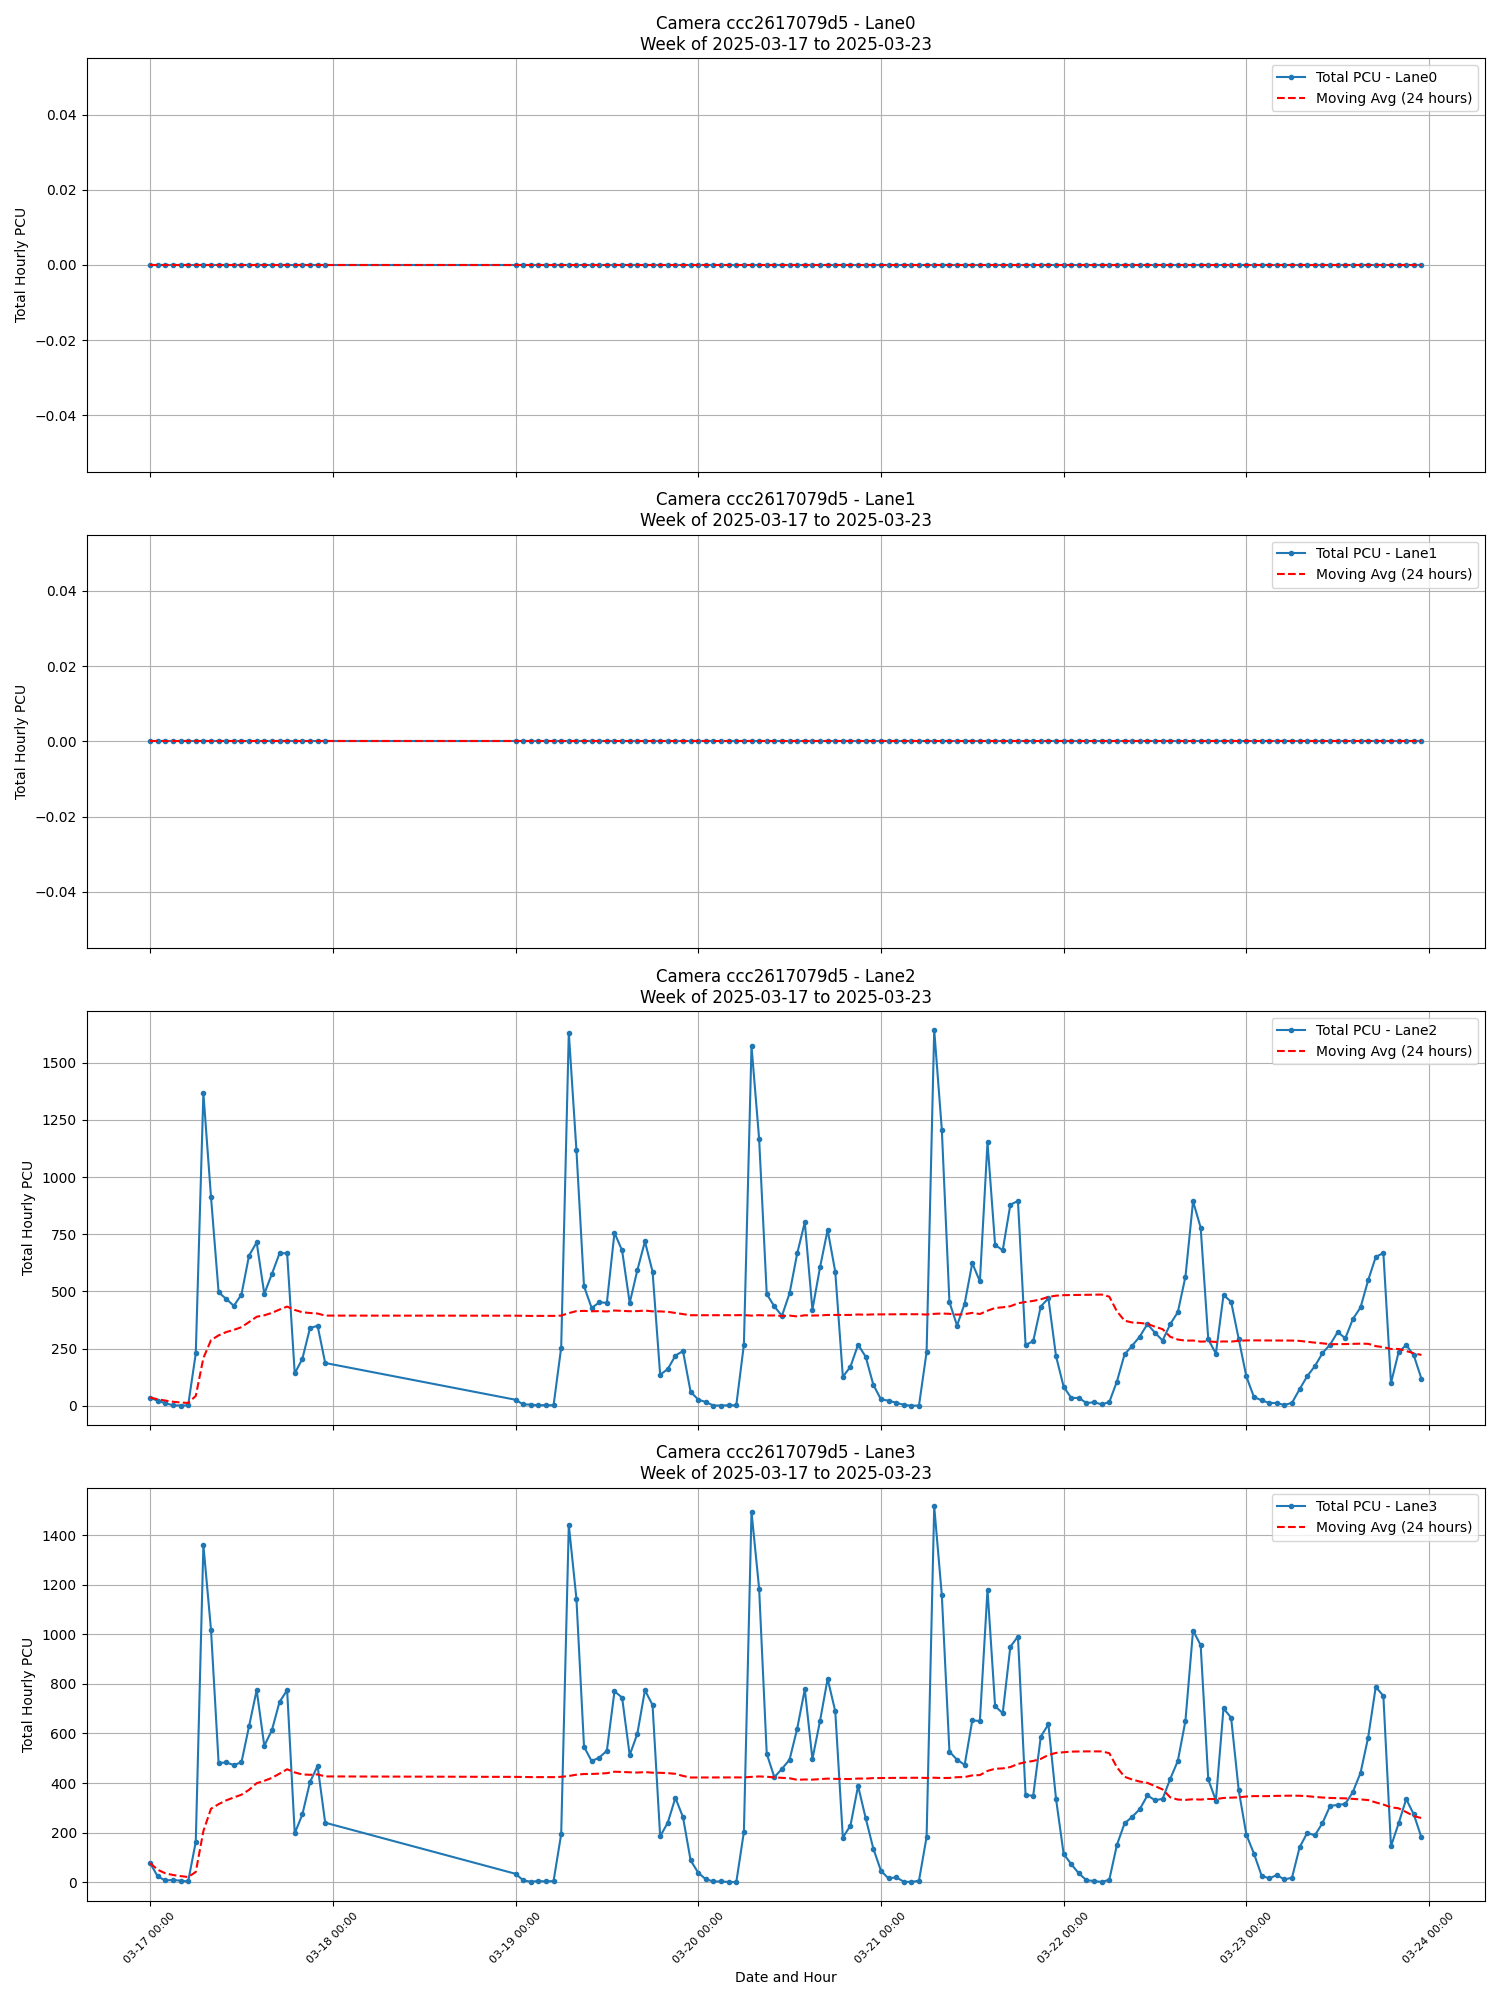 Camera ccc2617079d5 - Lane0
Week of 2025-03-17 to 2025-03-23
Total PCU - Lane0
Moving Avg (24 hours)
0.04
0.02
0.00
−0.02
−0.04
Total Hourly PCU
Camera ccc2617079d5 - Lane1
Week of 2025-03-17 to 2025-03-23
Total PCU - Lane1
Moving Avg (24 hours)
0.04
0.02
0.00
−0.02
−0.04
Total Hourly PCU
Camera ccc2617079d5 - Lane2
Week of 2025-03-17 to 2025-03-23
Total PCU - Lane2
Moving Avg (24 hours)
1500
1250
1000
750
500
250
0
Total Hourly PCU
Camera ccc2617079d5 - Lane3
Week of 2025-03-17 to 2025-03-23
Total PCU - Lane3
Moving Avg (24 hours)
1400
1200
1000
800
600
400
200
0
Total Hourly PCU
03-17 00:00
03-18 00:00
03-19 00:00
03-20 00:00
03-21 00:00
03-22 00:00
03-23 00:00
03-24 00:00
Date and Hour